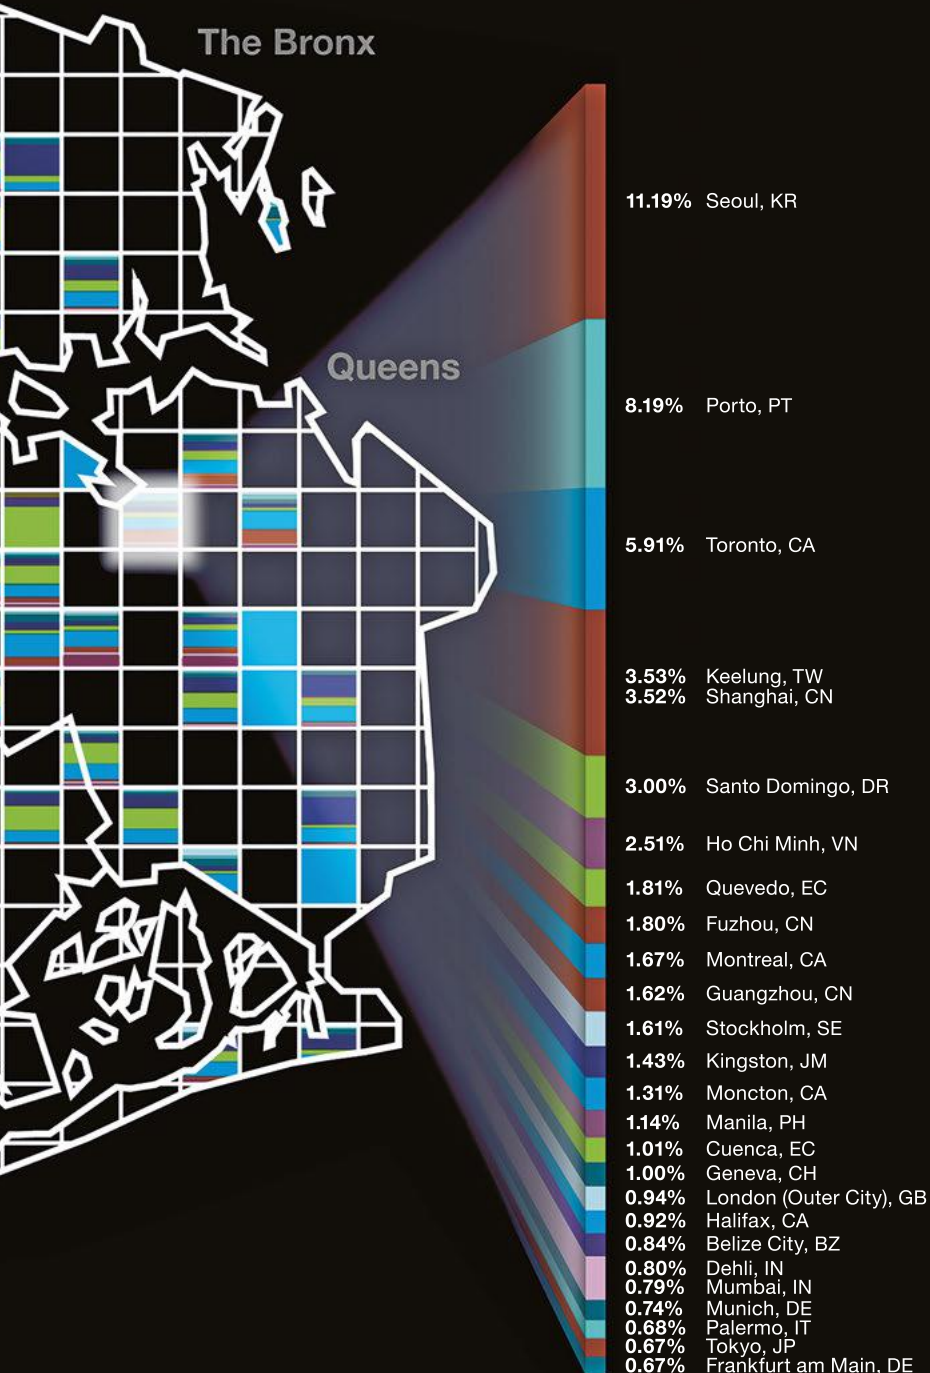 The Bronx
Queens
11.19% Seoul, KR
8.19% Porto, PT
5.91% Toronto, CA
3.53% Keelung, TW
3.52% Shanghai, CN
3.00% Santo Domingo, DR
2.51% Ho Chi Minh, VN
1.81% Quevedo, EC
1.80% Fuzhou, CN
1.67% Montreal, CA
1.62% Guangzhou, CN
1.61% Stockholm, SE
1.43% Kingston, JM
1.31% Moncton, CA
1.14% Manila, PH
1.01% Cuenca, EC
1.00% Geneva, CH
0.94% London (Outer City), GB
0.92% Halifax, CA
0.84% Belize City, BZ
0.80% Dehli, IN
0.79% Mumbai, IN
0.74% Munich, DE
0.68% Palermo, IT
0.67% Tokyo, JP
0.67% Frankfurt am Main, DE